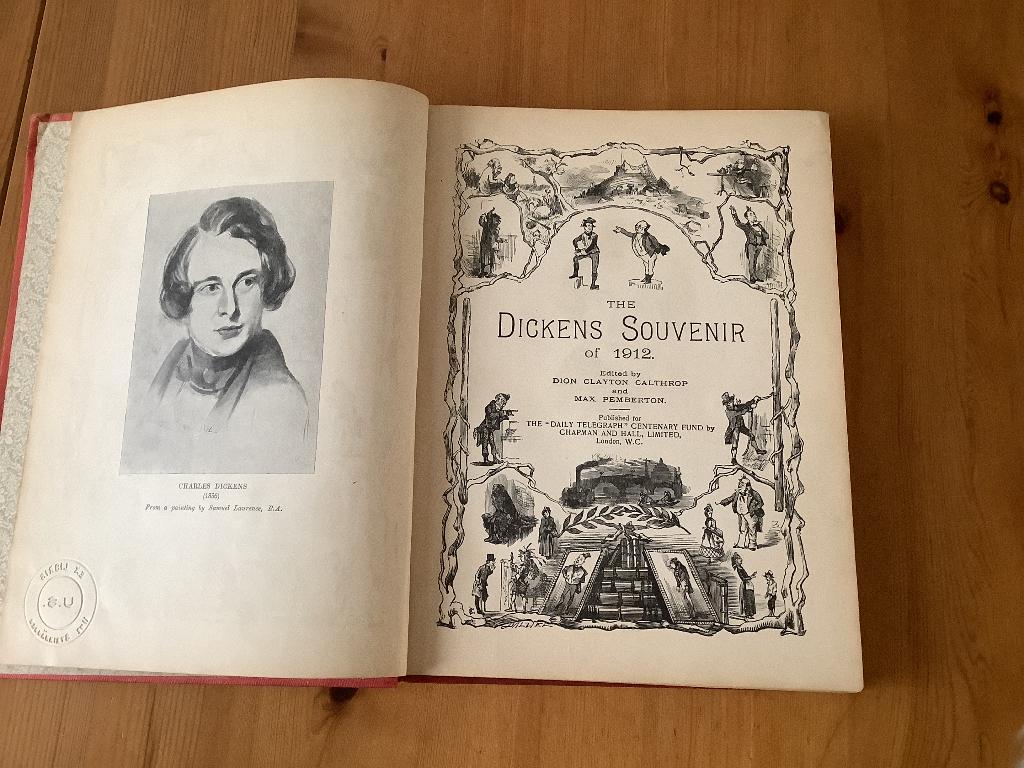 CHARLES DICKENS
(1836)
From a painting by Samuel Laurence, R.A.
THE
DICKENS SOUVENIR
of 1912.
Edited by
DION CLAYTON CALTHROP
and
MAX PEMBERTON.
Published for
THE "DAILY TELEGRAPH" CENTENARY FUND by
CHAPMAN AND HALL, LIMITED,
London, W.C.